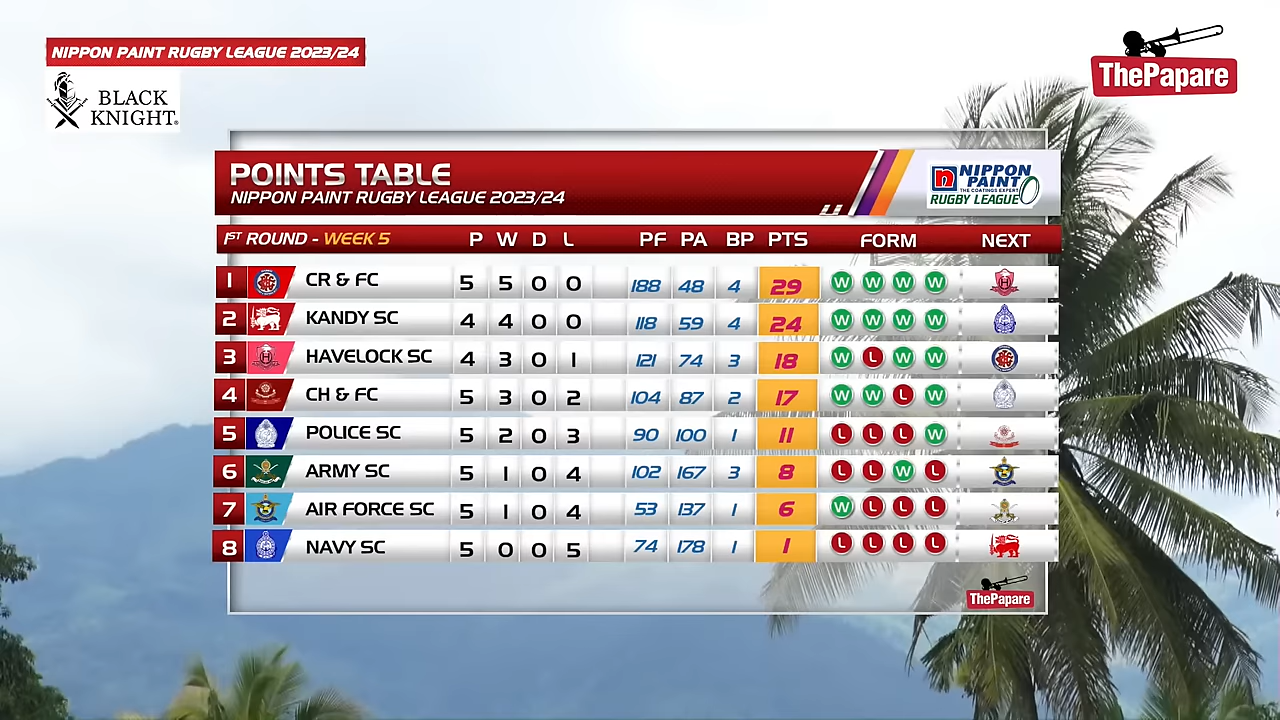 NIPPON PAINT RUGBY LEAGUE 2023/24
BLACK
KNIGHT.
ThePapare
POINTS TABLE
NIPPON PAINT RUGBY LEAGUE 2023/24
NIPPON
PAINT
THE COATINGS EXPERT
RUGBY LEAGUE
1ST ROUND - WEEK 5 P W D L PF PA BP PTS FORM NEXT
1 CR & FC 5 5 0 0 188 48 4 29 W W W W
2 KANDY SC 4 4 0 0 118 59 4 24 W W W W
3 HAVELOCK SC 4 3 0 1 121 74 3 18 W L W W
4 CH & FC 5 3 0 2 104 87 2 17 W W L W
5 POLICE SC 5 2 0 3 90 100 1 11 L L L W
6 ARMY SC 5 1 0 4 102 167 3 8 L L W L
7 AIR FORCE SC 5 1 0 4 53 137 1 6 W L L L
8 NAVY SC 5 0 0 5 74 178 1 1 L L L L
ThePapare